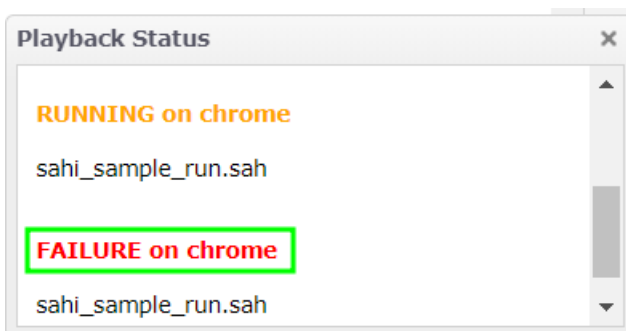 Playback Status
RUNNING on chrome
sahi_sample_run.sah
FAILURE on chrome
sahi_sample_run.sah